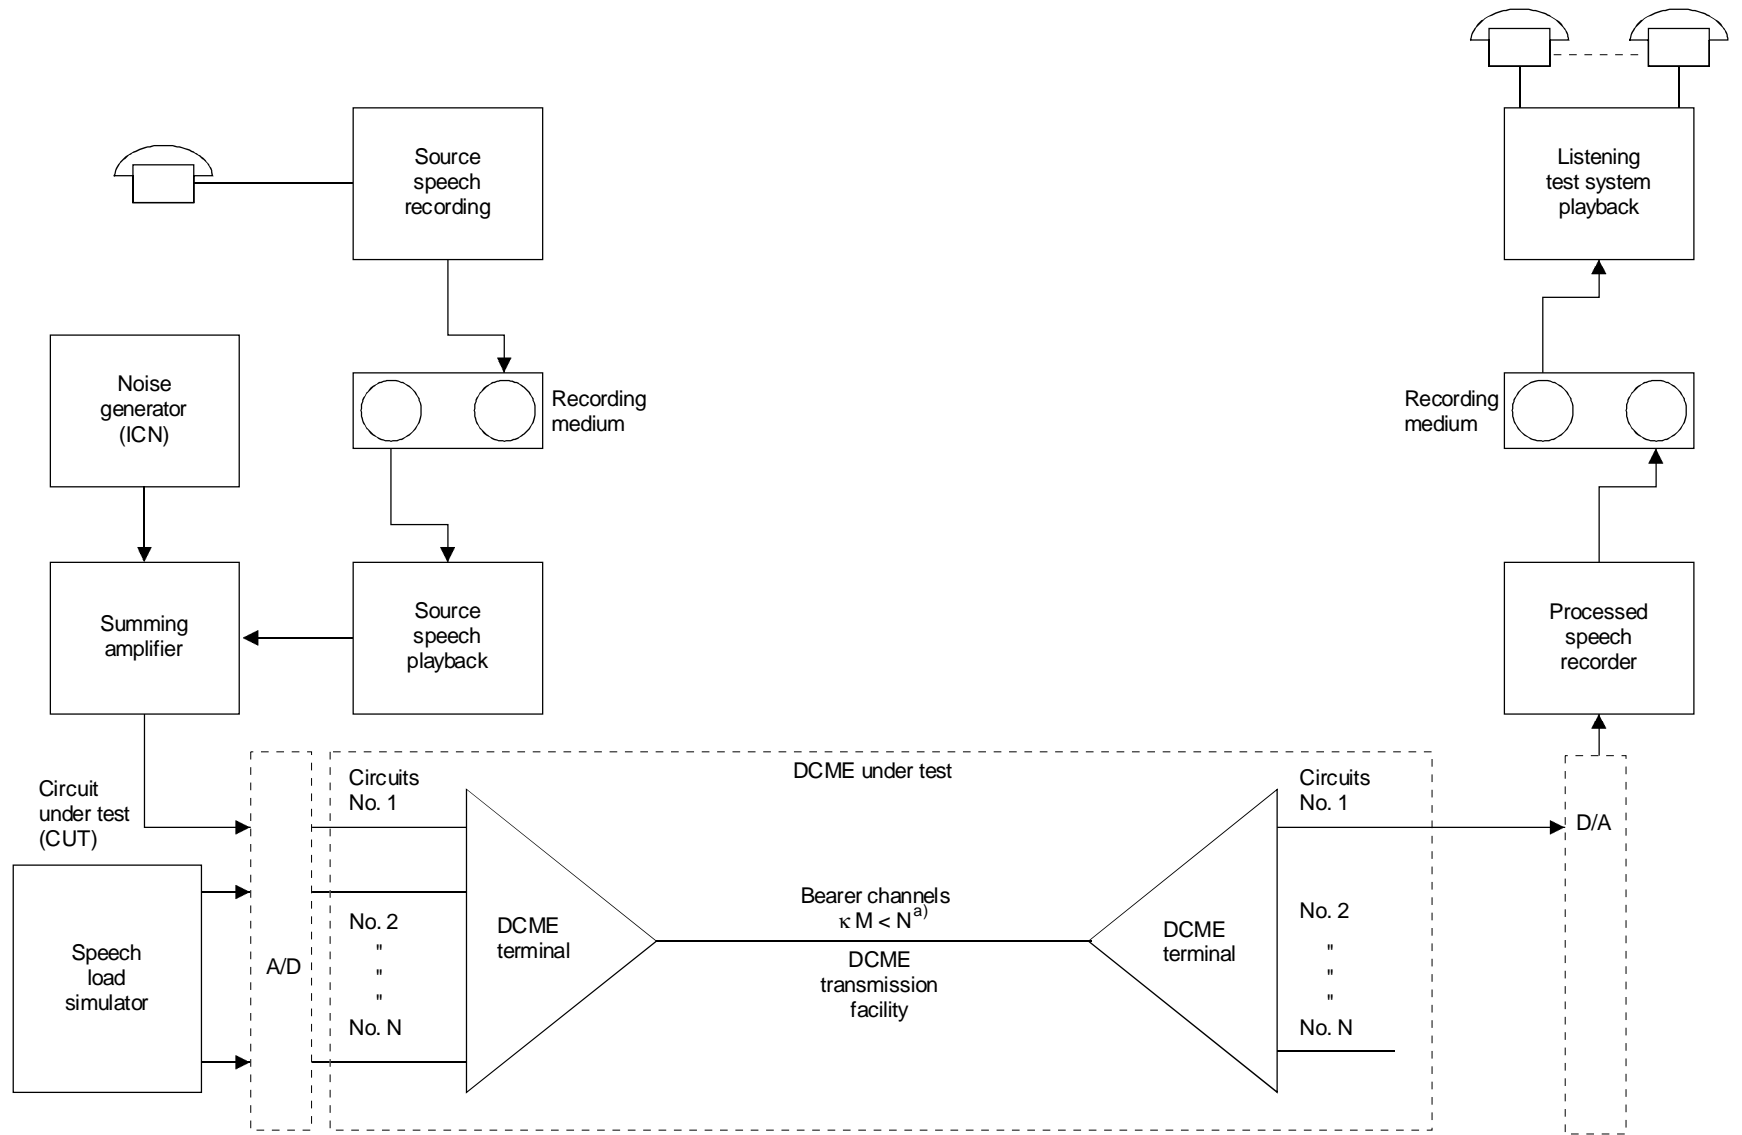 Source
speech
recording
Listening
test system
playback
Noise
generator
(ICN)
Recording
medium
Recording
medium
Summing
amplifier
Source
speech
playback
Processed
speech
recorder
Circuit
under test
(CUT)
Circuits
No. 1
DCME under test
Circuits
No. 1
D/A
Speech
load
simulator
A/D
No. 2
"
"
"
No. N
DCME
terminal
Bearer channels
κ M < N a)
DCME
transmission
facility
DCME
terminal
No. 2
"
"
"
No. N